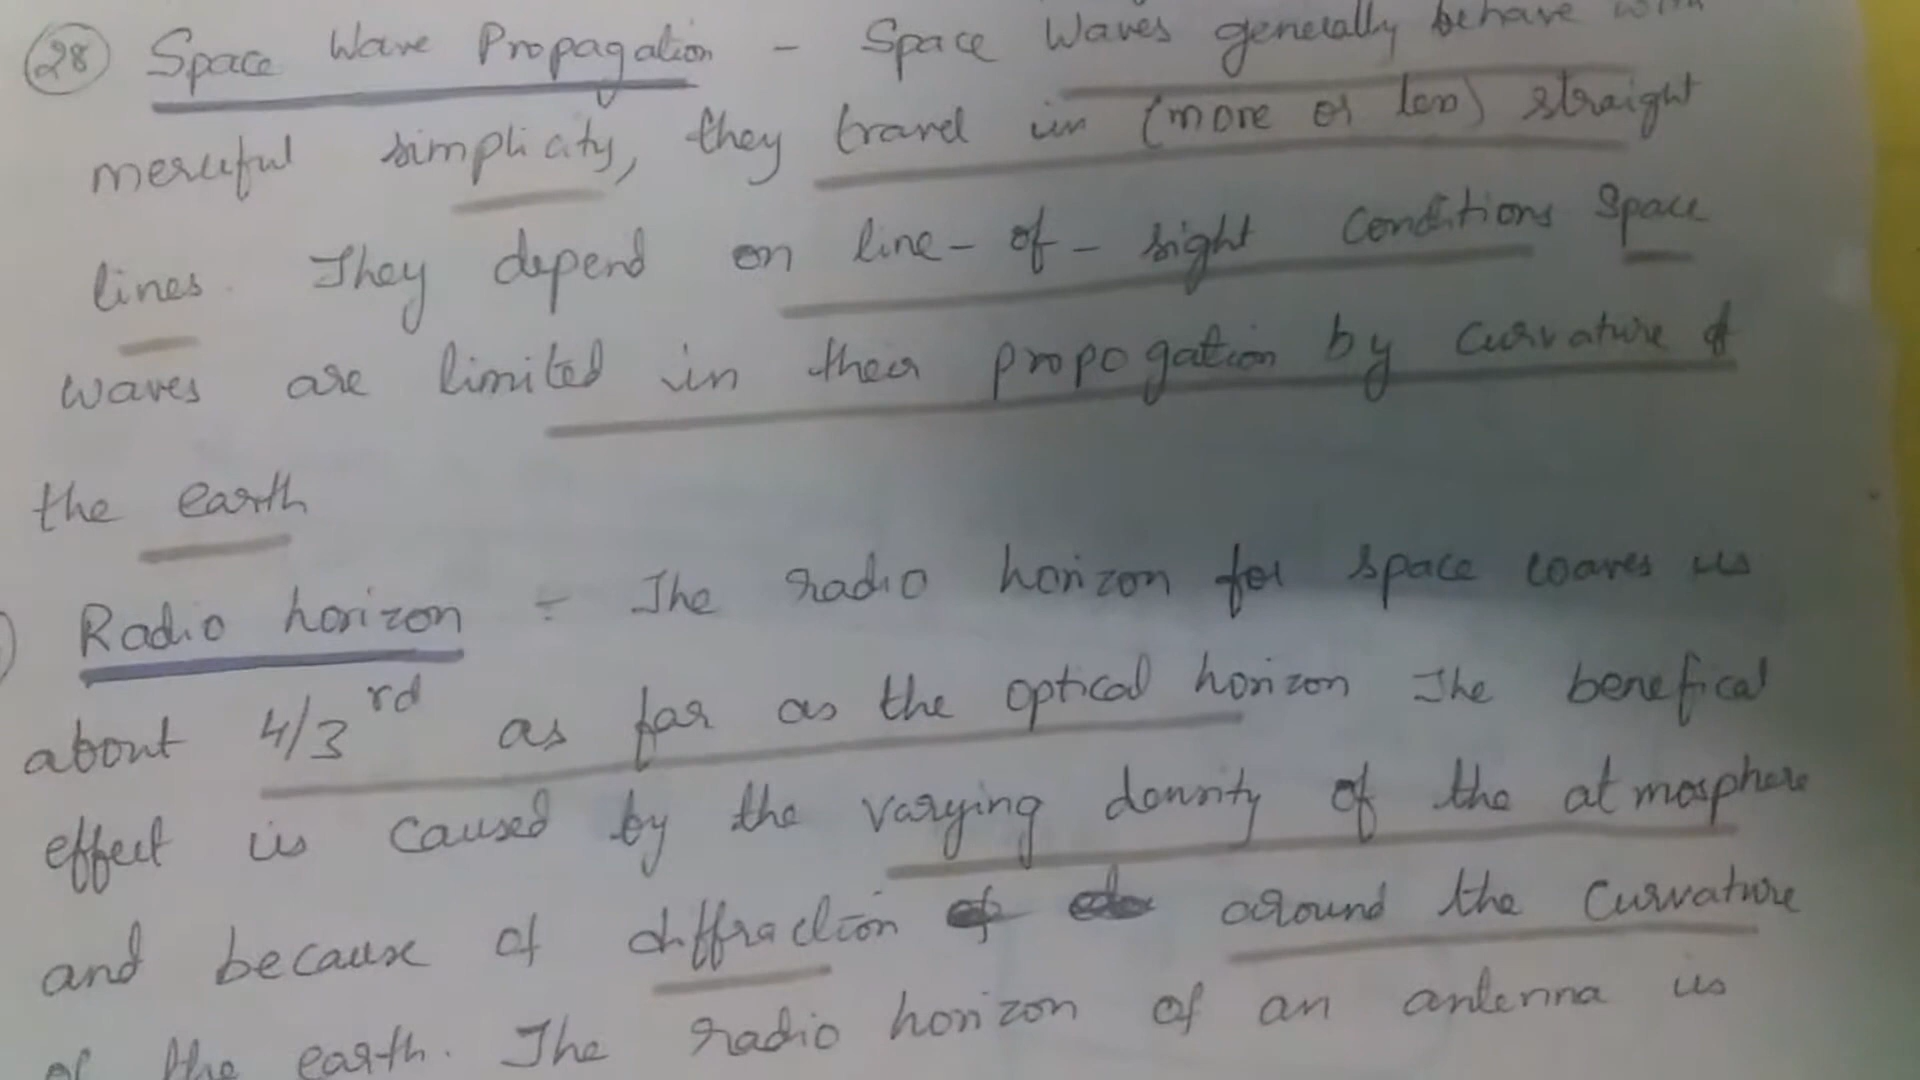 28 Space Wave Propagation - Space Waves generally behave with
merciful simplicity, they travel in (more or less) straight
lines. They depend on line-of-sight conditions Space
waves are limited in their propogation by curvature of
the earth
Radio horizon - The radio horizon for space waves is
about 4/3rd as far as the optical horizon The benefical
effect is caused by the varying density of the atmosphere
and because of diffraction around the curvature
of the earth. The radio horizon of an antenna is